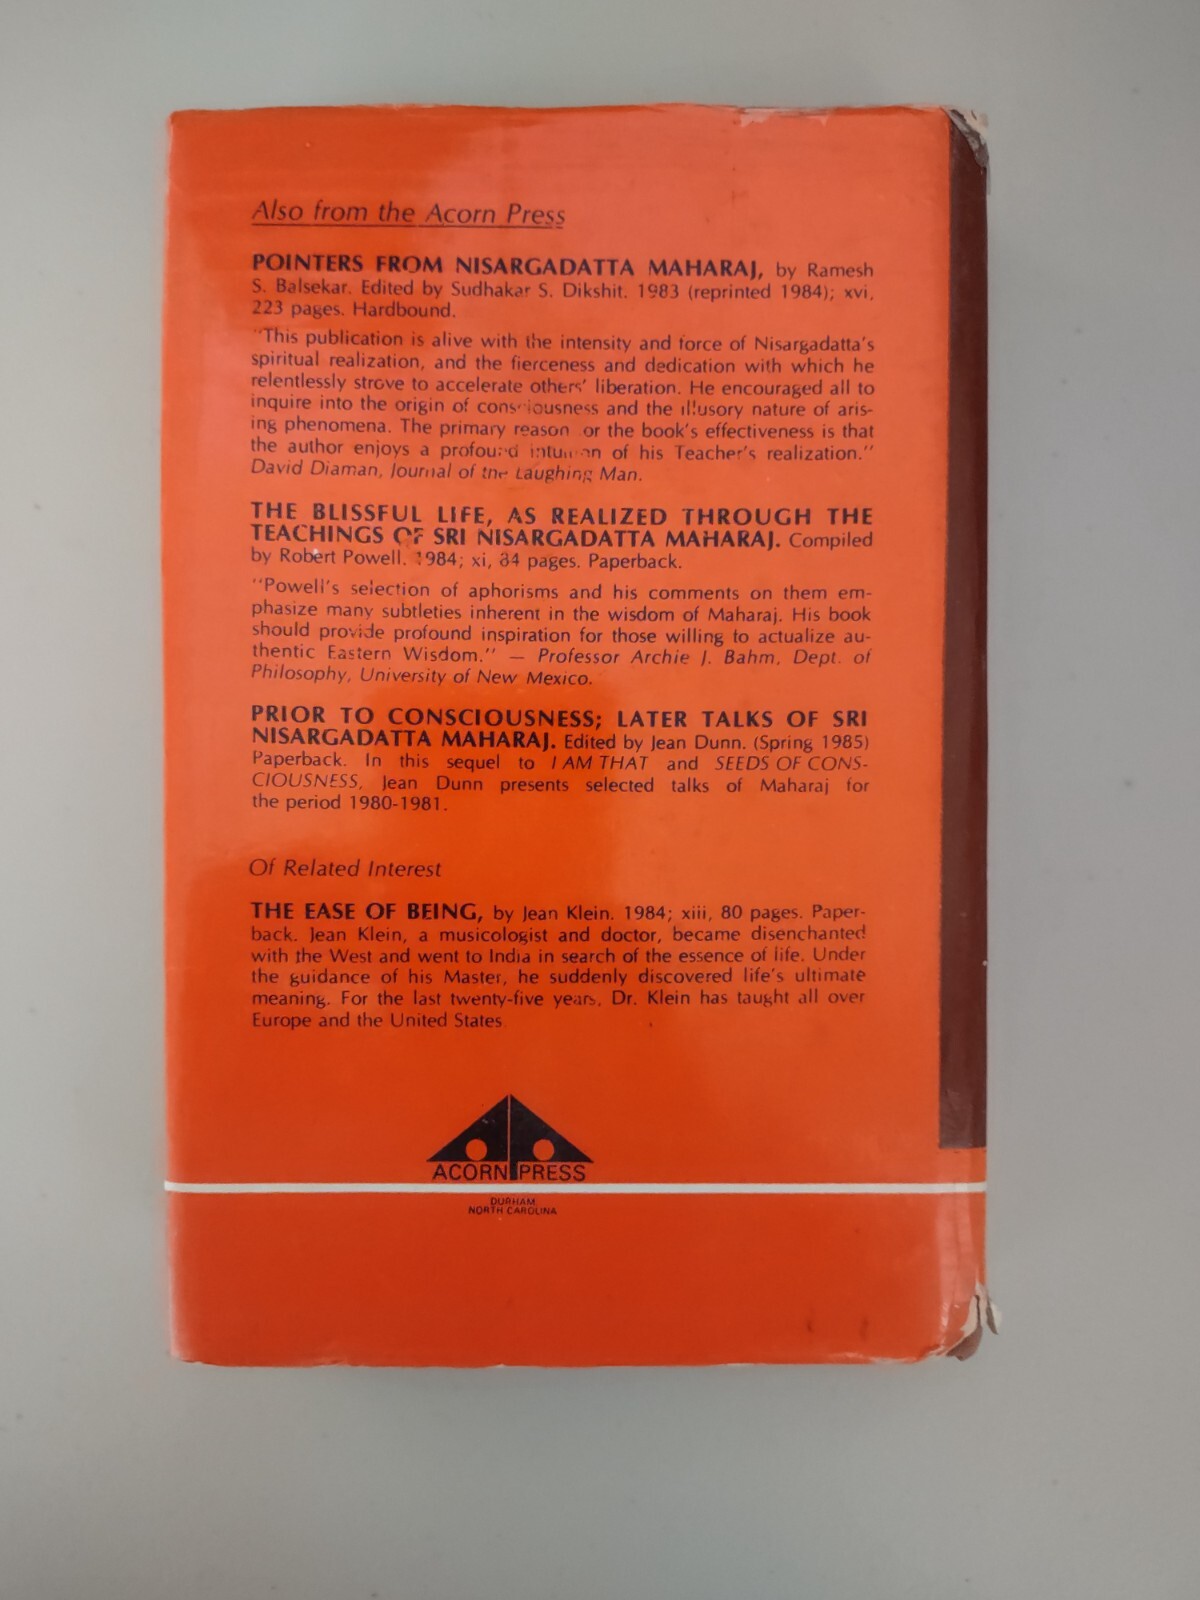 Also from the Acorn Press
POINTERS FROM NISARGADATTA MAHARAJ, by Ramesh
S. Balsekar. Edited by Sudhakar S. Dikshit. 1983 (reprinted 1984); xvi,
223 pages. Hardbound.
"This publication is alive with the intensity and force of Nisargadatta's
spiritual realization, and the fierceness and dedication with which he
relentlessly strove to accelerate others' liberation. He encouraged all to
inquire into the origin of consciousness and the illusory nature of aris-
ing phenomena. The primary reason for the book's effectiveness is that
the author enjoys a profound intuition of his Teacher's realization."
David Diaman, Journal of the Laughing Man.
THE BLISSFUL LIFE, AS REALIZED THROUGH THE
TEACHINGS OF SRI NISARGADATTA MAHARAJ. Compiled
by Robert Powell. 1984; xi, 84 pages. Paperback.
"Powell's selection of aphorisms and his comments on them em-
phasize many subtleties inherent in the wisdom of Maharaj. His book
should provide profound inspiration for those willing to actualize au-
thentic Eastern Wisdom." — Professor Archie J. Bahm, Dept. of
Philosophy, University of New Mexico.
PRIOR TO CONSCIOUSNESS; LATER TALKS OF SRI
NISARGADATTA MAHARAJ. Edited by Jean Dunn. (Spring 1985)
Paperback. In this sequel to I AM THAT and SEEDS OF CONS-
CIOUSNESS, Jean Dunn presents selected talks of Maharaj for
the period 1980-1981.
Of Related Interest
THE EASE OF BEING, by Jean Klein. 1984; xiii, 80 pages. Paper-
back. Jean Klein, a musicologist and doctor, became disenchanted
with the West and went to India in search of the essence of life. Under
the guidance of his Master, he suddenly discovered life's ultimate
meaning. For the last twenty-five years, Dr. Klein has taught all over
Europe and the United States
ACORN PRESS
DURHAM
NORTH CAROLINA